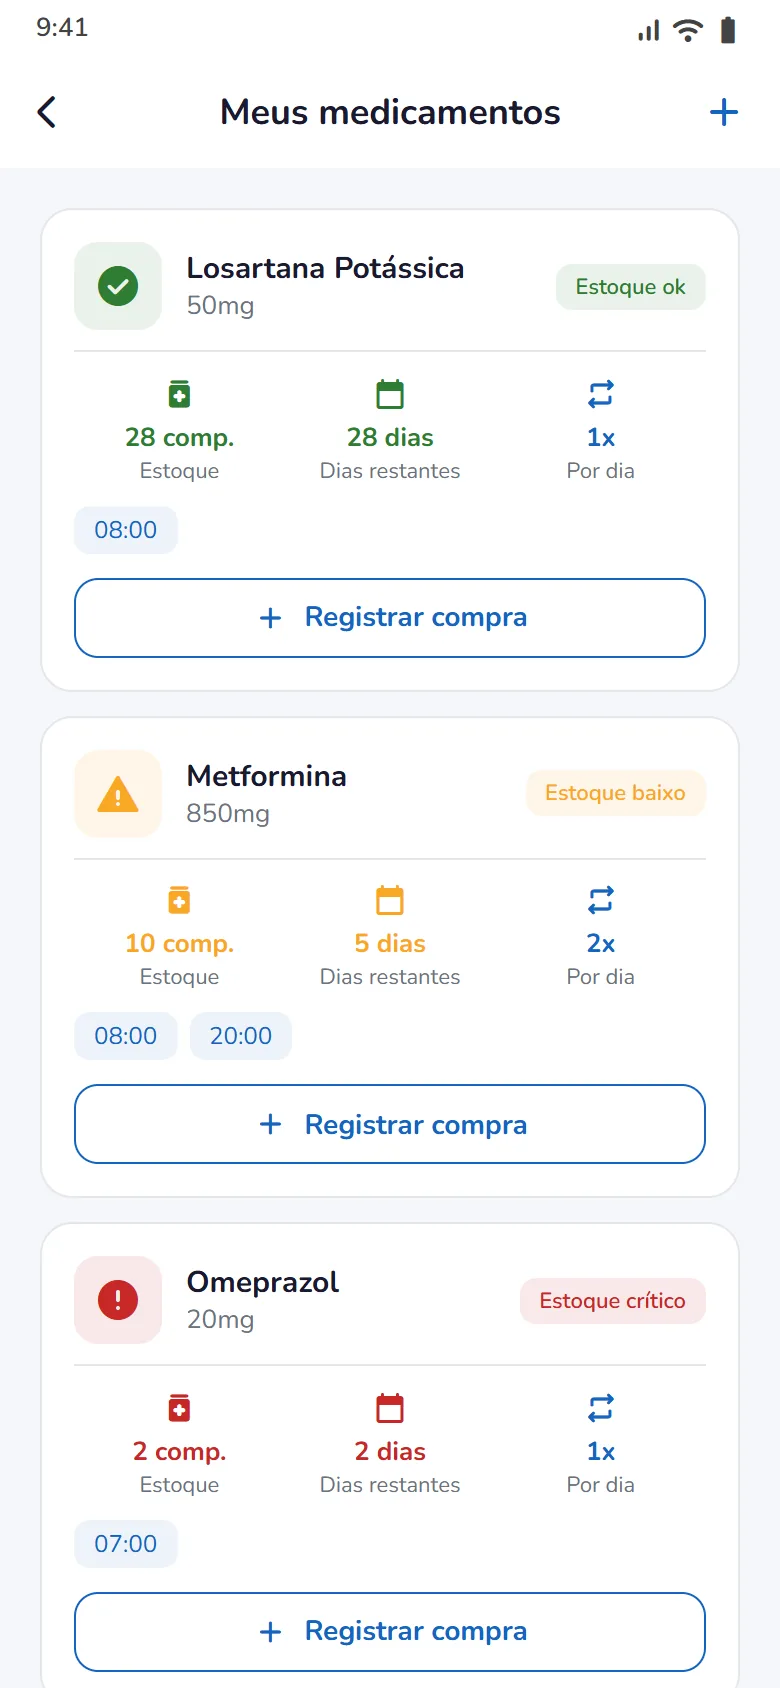 9:41
Meus medicamentos
Losartana Potássica
50mg
Estoque ok
28 comp.
Estoque
28 dias
Dias restantes
1x
Por dia
08:00
Registrar compra
Metformina
850mg
Estoque baixo
10 comp.
Estoque
5 dias
Dias restantes
2x
Por dia
08:00
20:00
Registrar compra
Omeprazol
20mg
Estoque crítico
2 comp.
Estoque
2 dias
Dias restantes
1x
Por dia
07:00
Registrar compra